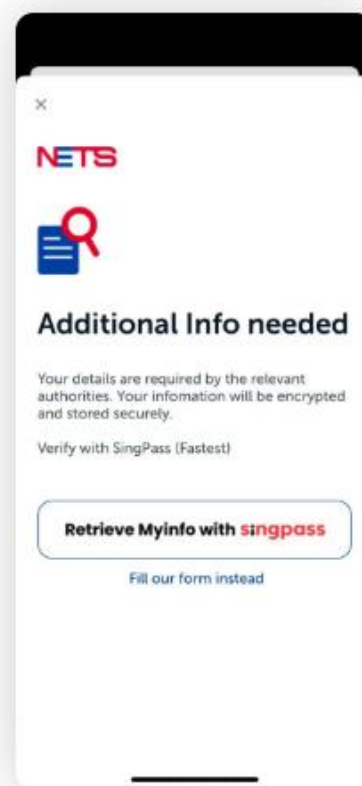 ×
NETS
Additional Info needed
Your details are required by the relevant
authorities. Your infomation will be encrypted
and stored securely.
Verify with SingPass (Fastest)
Retrieve Myinfo with singpass
Fill our form instead